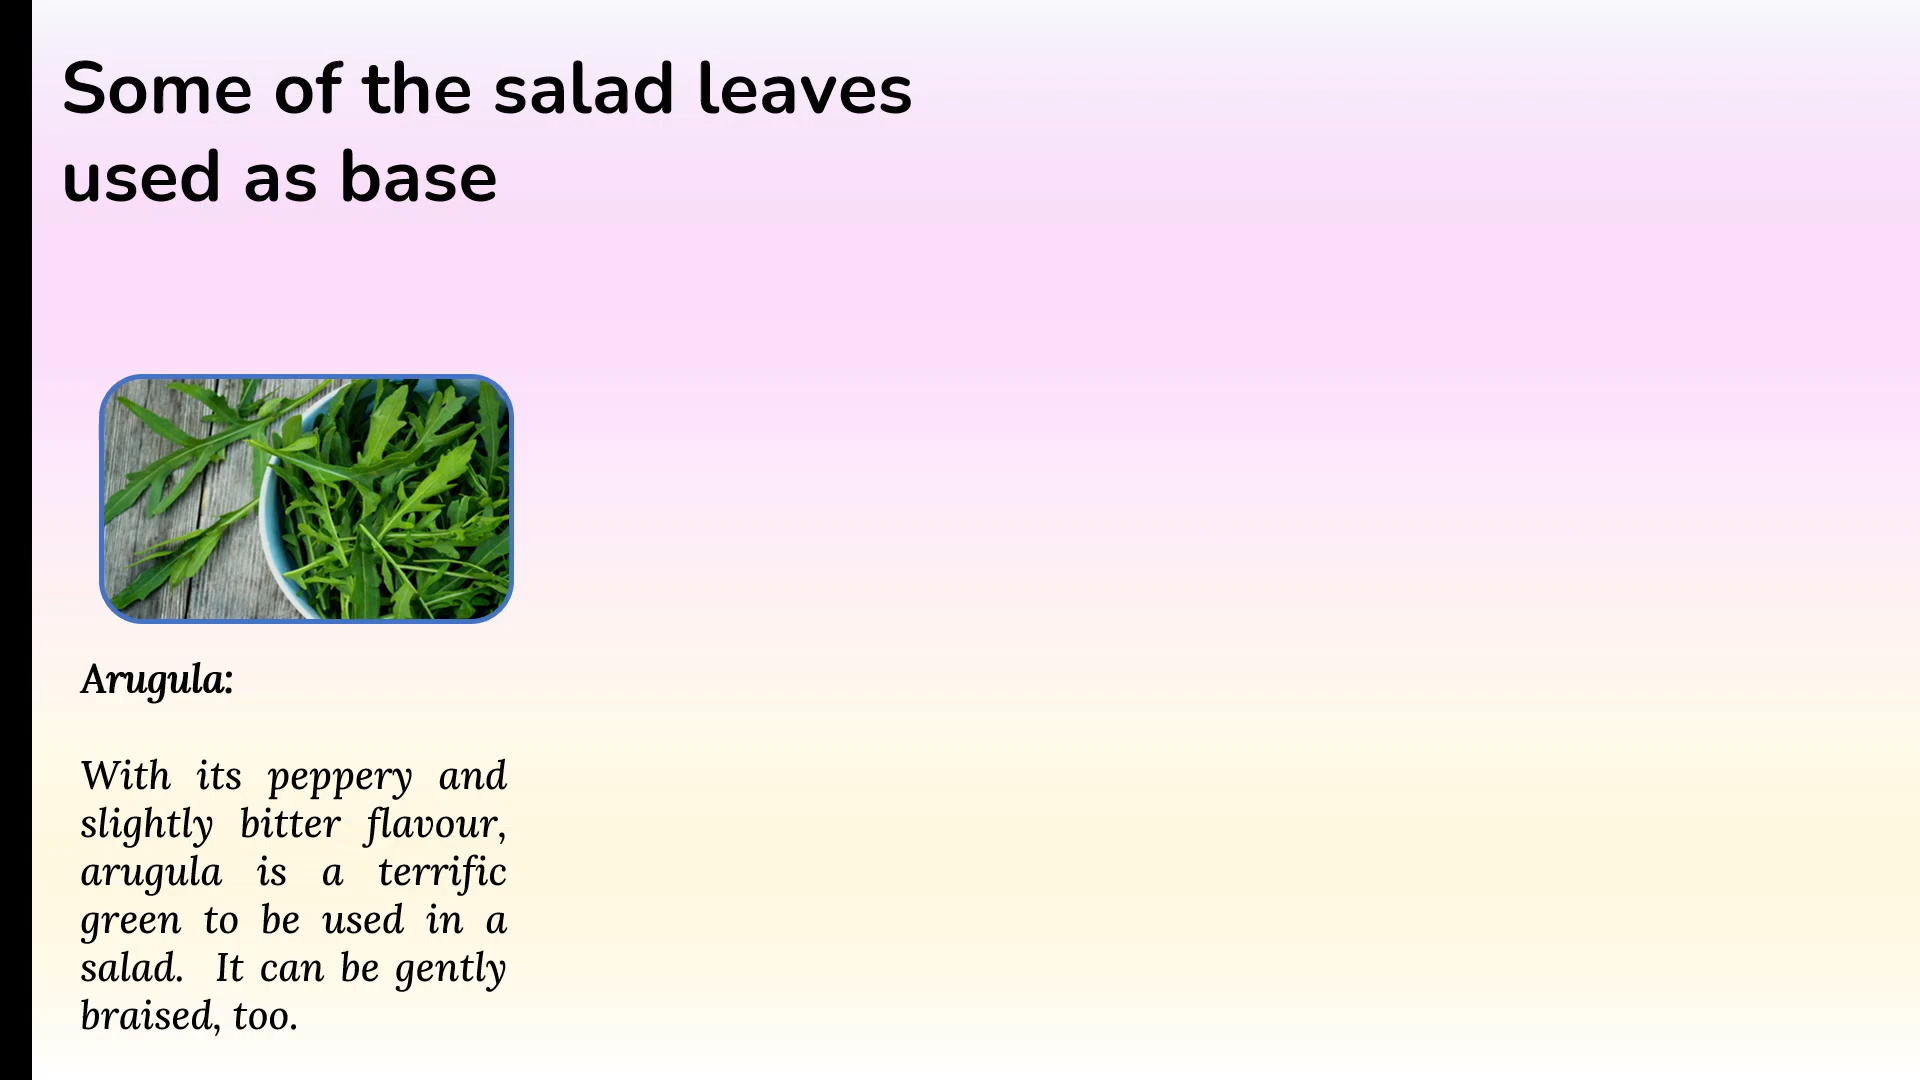 Some of the salad leaves
used as base
Arugula:
With its peppery and
slightly bitter flavour,
arugula is a terrific
green to be used in a
salad.  It can be gently
braised, too.